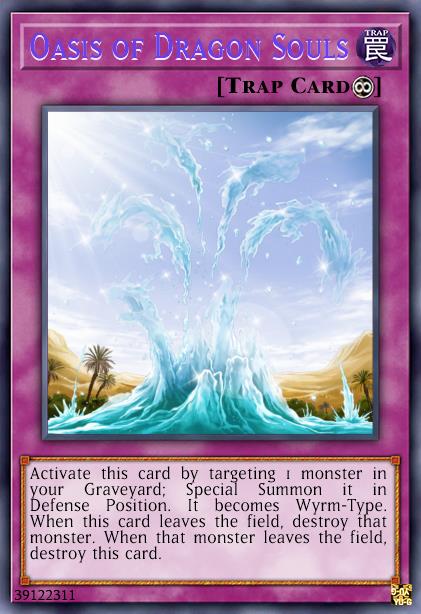 Oasis of Dragon Souls
TRAP
罠
[Trap Card]
Activate this card by targeting 1 monster in
your Graveyard; Special Summon it in
Defense Position. It becomes Wyrm-Type.
When this card leaves the field, destroy that
monster. When that monster leaves the field,
destroy this card.
39122311